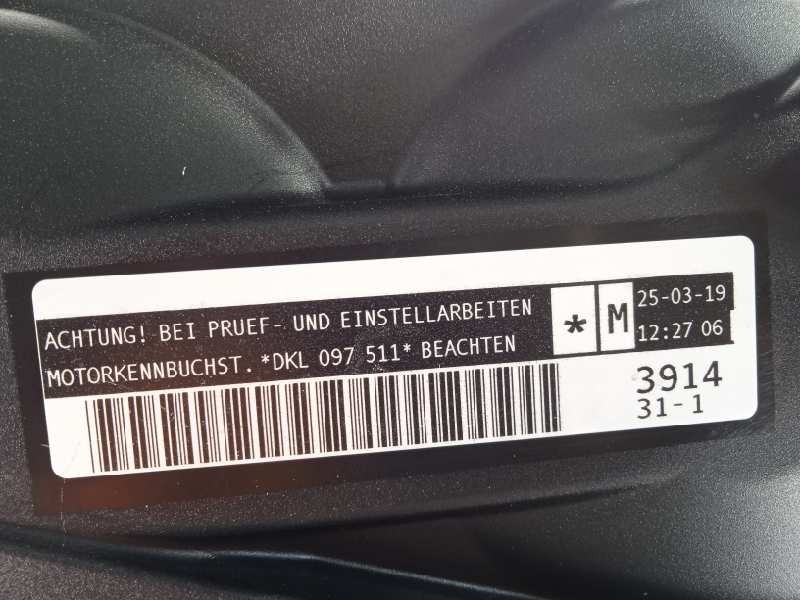 ACHTUNG! BEI PRUEF- UND EINSTELLARBEITEN
MOTORKENNBUCHST. *DKL 097 511* BEACHTEN
* M
25-03-19
12:27 06
3914
31-1